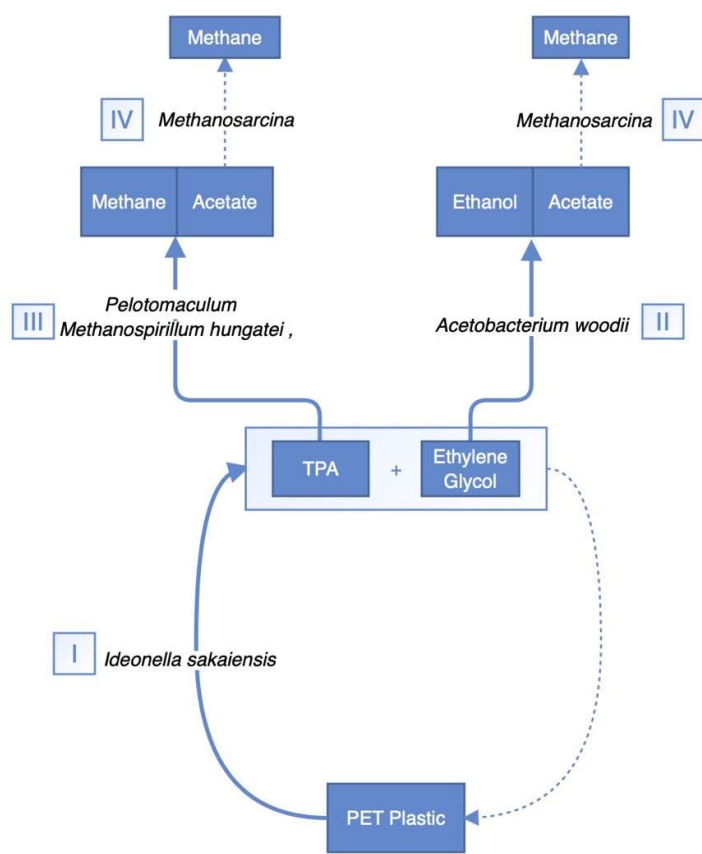 Methane
Methane
IV
Methanosarcina
Methanosarcina
IV
Methane
Acetate
Ethanol
Acetate
III
Pelotomaculum
Methanospirillum hungatei ,
Acetobacterium woodii
II
TPA
+
Ethylene
Glycol
I
Ideonella sakaiensis
PET Plastic